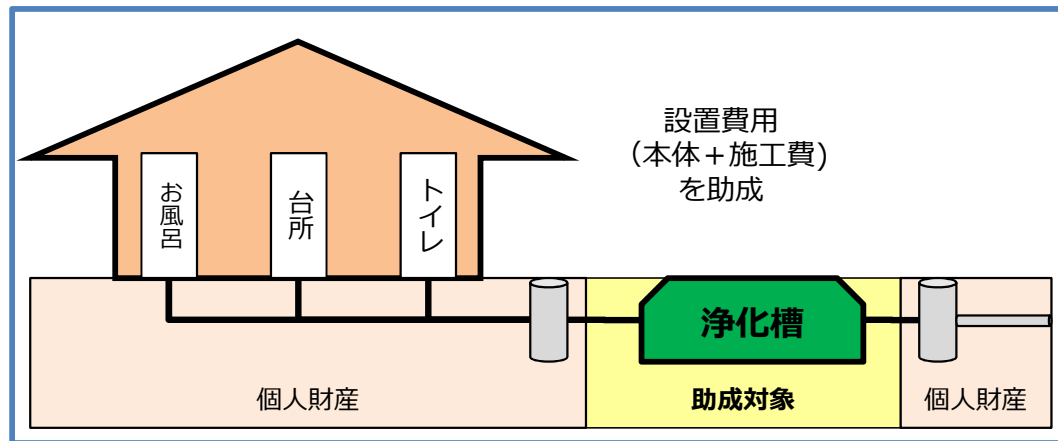 設置費用
（本体＋施工費)
を助成
お風呂
台所
トイレ
浄化槽
個人財産
助成対象
個人財産